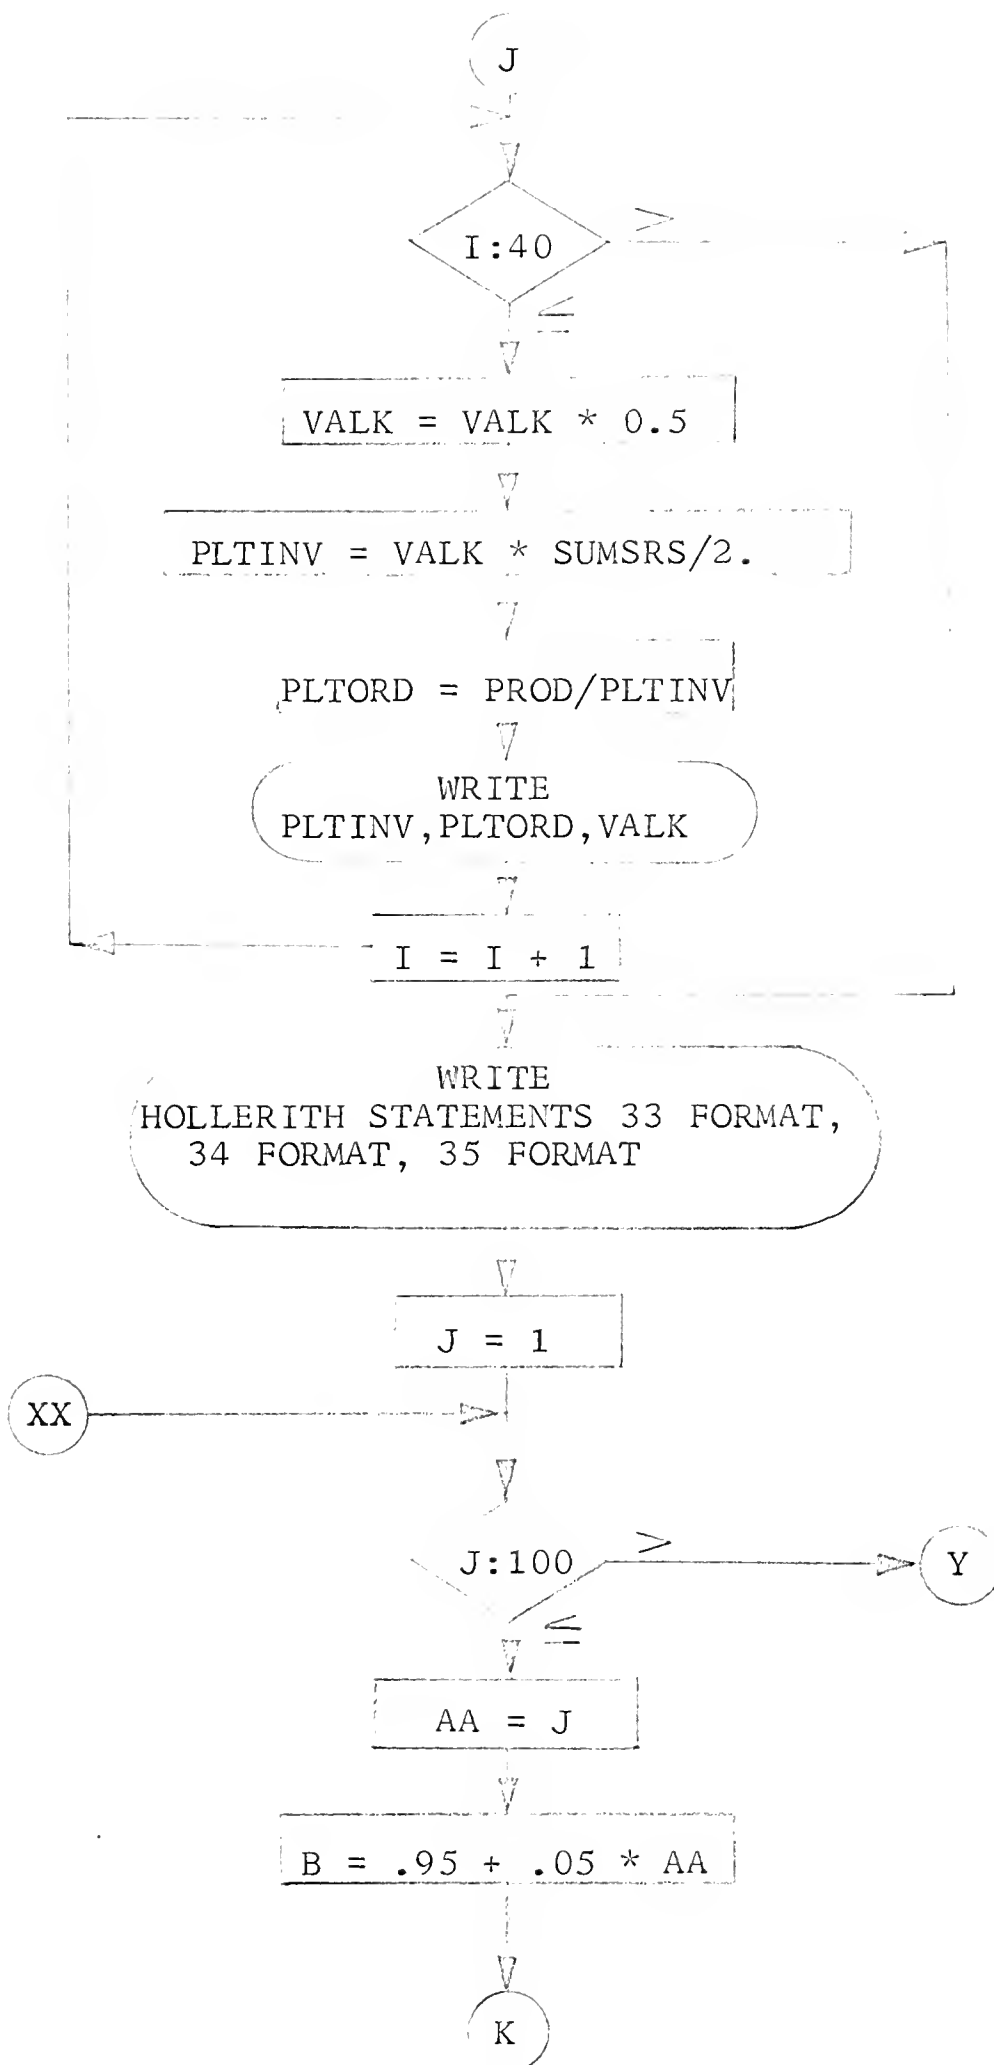 J
I:40
>
≤
VALK = VALK * 0.5
PLTINV = VALK * SUMSRS/2.
PLTORD = PROD/PLTINV
WRITE
PLTINV,PLTORD,VALK
I = I + 1
WRITE
HOLLERITH STATEMENTS 33 FORMAT,
34 FORMAT, 35 FORMAT
J = 1
XX
J:100
>
Y
≤
AA = J
B = .95 + .05 * AA
K